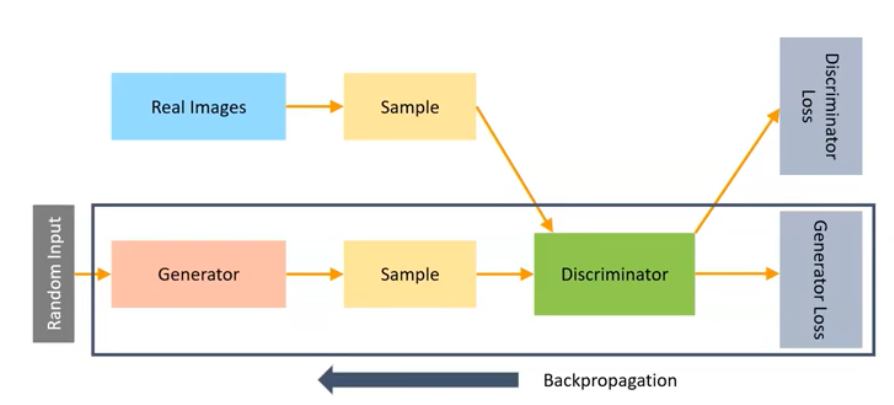 Real Images
Sample
Discriminator
Loss
Random Input
Generator
Sample
Discriminator
Generator Loss
Backpropagation